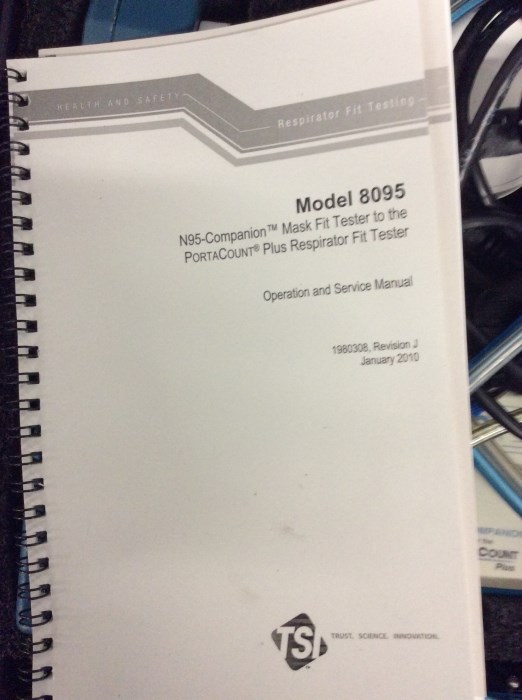 HEALTH AND SAFETY
Respirator Fit Testing
Model 8095
N95-Companion™ Mask Fit Tester to the
PORTACOUNT® Plus Respirator Fit Tester
Operation and Service Manual
1980308, Revision J
January 2010
TSI
TRUST. SCIENCE. INNOVATION.
COUNT
Plus